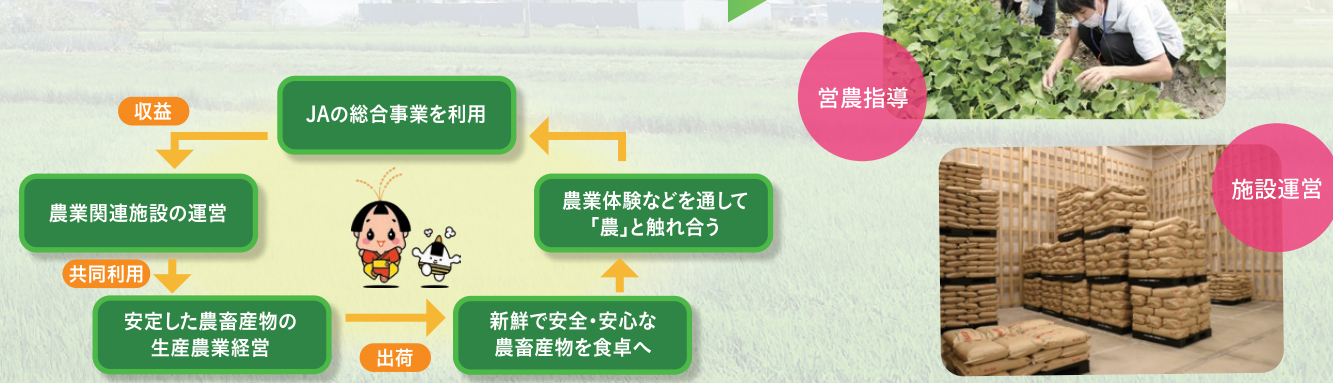 収益
JAの総合事業を利用
農業関連施設の運営
共同利用
安定した農畜産物の
生産農業経営
出荷
新鮮で安全・安心な
農畜産物を食卓へ
農業体験などを通して
「農」と触れ合う
営農指導
施設運営